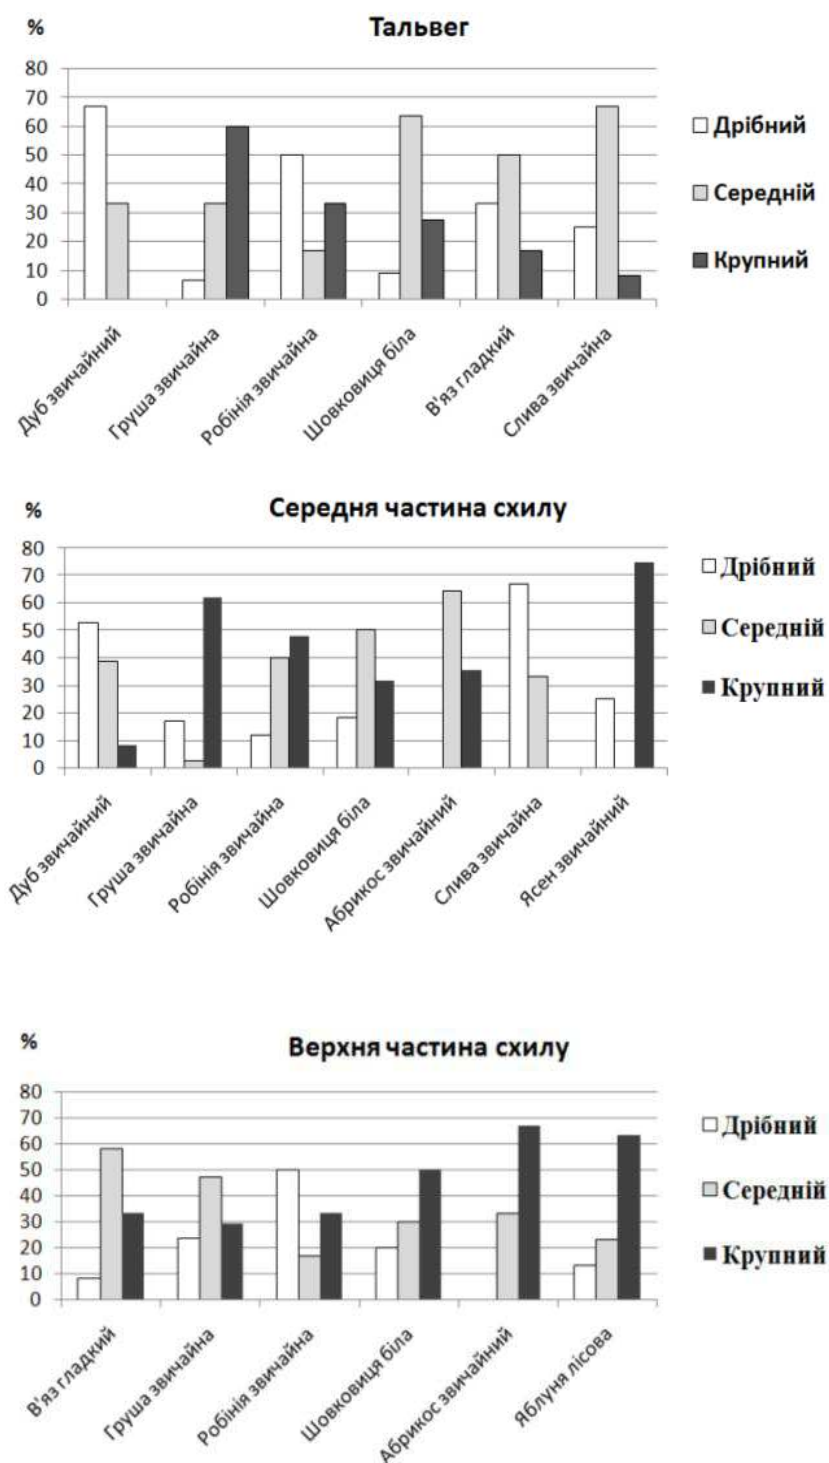 Тальвег
%
80
70
60
50
40
30
20
10
0
Дуб звичайний
Груша звичайна
Робінія звичайна
Шовковиця біла
В'яз гладкий
Слива звичайна
Дрібний
Середній
Крупний
Середня частина схилу
%
80
70
60
50
40
30
20
10
0
Дуб звичайний
Груша звичайна
Робінія звичайна
Шовковиця біла
Абрикос звичайний
Слива звичайна
Ясен звичайний
Дрібний
Середній
Крупний
Верхня частина схилу
%
80
70
60
50
40
30
20
10
0
В'яз гладкий
Груша звичайна
Робінія звичайна
Шовковиця біла
Абрикос звичайний
Яблуня лісова
Дрібний
Середній
Крупний